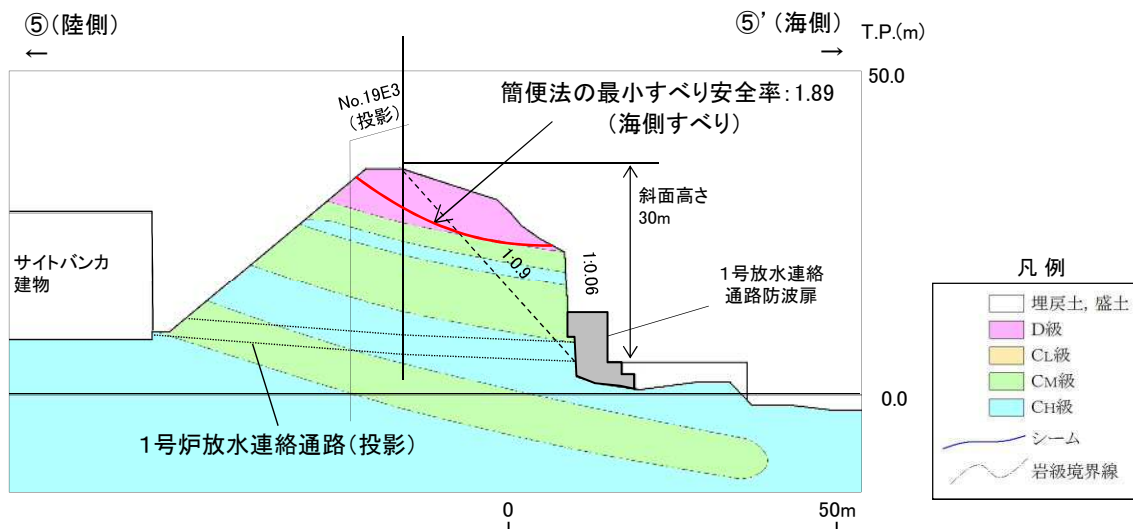 ⑤(陸側)
←
⑤’(海側)
→
T.P.(m)
50.0
No.19E3
(投影)
簡便法の最小すべり安全率:1.89
(海側すべり)
斜面高さ
30m
1:0.9
1:0.06
サイトバンカ
建物
1号放水連絡
通路防波扉
1号炉放水連絡通路(投影)
0.0
0
50m
凡 例
埋戻土, 盛土
D級
CL級
CM級
CH級
シーム
岩級境界線